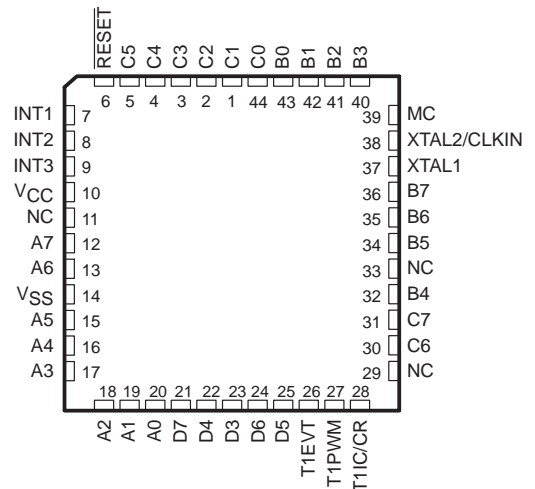 RESET C5 C4 C3 C2 C1 C0 B0 B1 B2 B3
6 5 4 3 2 1 44 43 42 41 40
INT1 7 39 MC
INT2 8 38 XTAL2/CLKIN
INT3 9 37 XTAL1
VCC 10 36 B7
NC 11 35 B6
A7 12 34 B5
A6 13 33 NC
VSS 14 32 B4
A5 15 31 C7
A4 16 30 C6
A3 17 29 NC
18 19 20 21 22 23 24 25 26 27 28
A2 A1 A0 D7 D4 D3 D6 D5 T1EVT T1PWM T1IC/CR